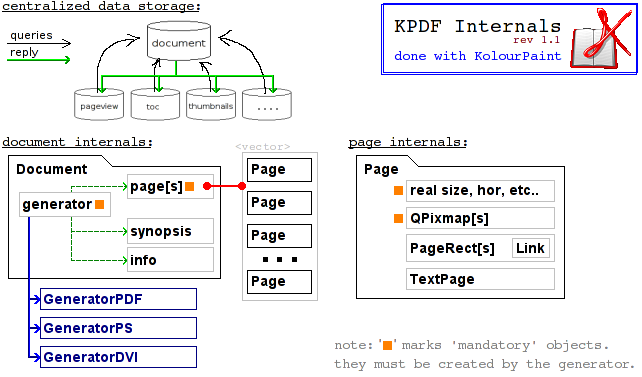 centralized data storage:
KPDF Internals
rev 1.1
done with KolourPaint
queries
reply
document
pageview
toc
thumbnails
....
document internals:
<vector>
page internals:
Document
page[s]
generator
synopsis
info
GeneratorPDF
GeneratorPS
GeneratorDVI
Page
Page
Page
...
Page
Page
real size, hor, etc..
QPixmap[s]
PageRect[s] Link
TextPage
note: '■' marks 'mandatory' objects.
they must be created by the generator.